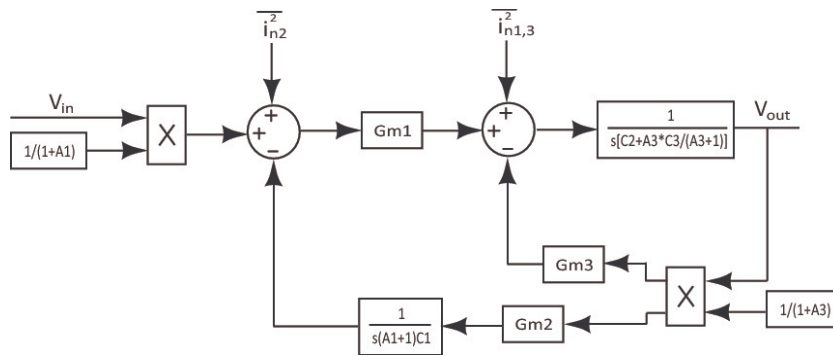 i²n2
i²n1,3
Vin
1/(1+A1)
X
+
+
−
Gm1
+
+
−
1
s[C2+A3*C3/(A3+1)]
Vout
Gm3
X
1/(1+A3)
Gm2
1
s(A1+1)C1